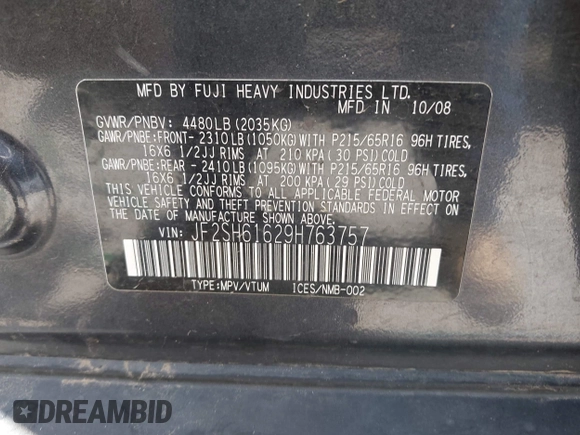 MFD BY FUJI HEAVY INDUSTRIES LTD.
MFD IN 10/08
GVWR/PNBV: 4480LB(2035KG)
GAWR/PNBE:FRONT-2310LB(1050KG)WITH P215/65R16 96H TIRES,
16X6 1/2JJ RIMS AT 210 KPA(30 PSI)COLD
GAWR/PNBE:REAR -2410LB(1095KG)WITH P215/65R16 96H TIRES,
16X6 1/2JJ RIMS AT 200 KPA(29 PSI)COLD
THIS VEHICLE CONFORMS TO ALL APPLICABLE FEDERAL MOTOR
VEHICLE SAFETY AND THEFT PREVENTION STANDARDS IN EFFECT ON
THE DATE OF MANUFACTURE SHOWN ABOVE.
VIN: JF2SH61629H763757
TYPE:MPV/VTUM ICES/NMB-002
DREAMBID